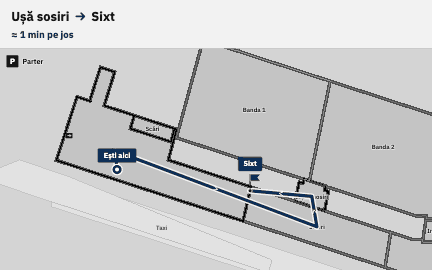 Ușă sosiri → Sixt
≈ 1 min pe jos
P Parter
Banda 1
Scări
Banda 2
Ești aici
Sixt
Taxi